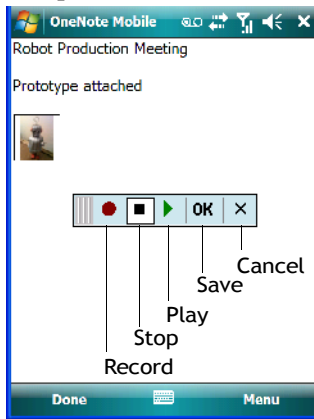 OneNote Mobile
Robot Production Meeting
Prototype attached
OK
Cancel
Save
Play
Stop
Record
Done Menu